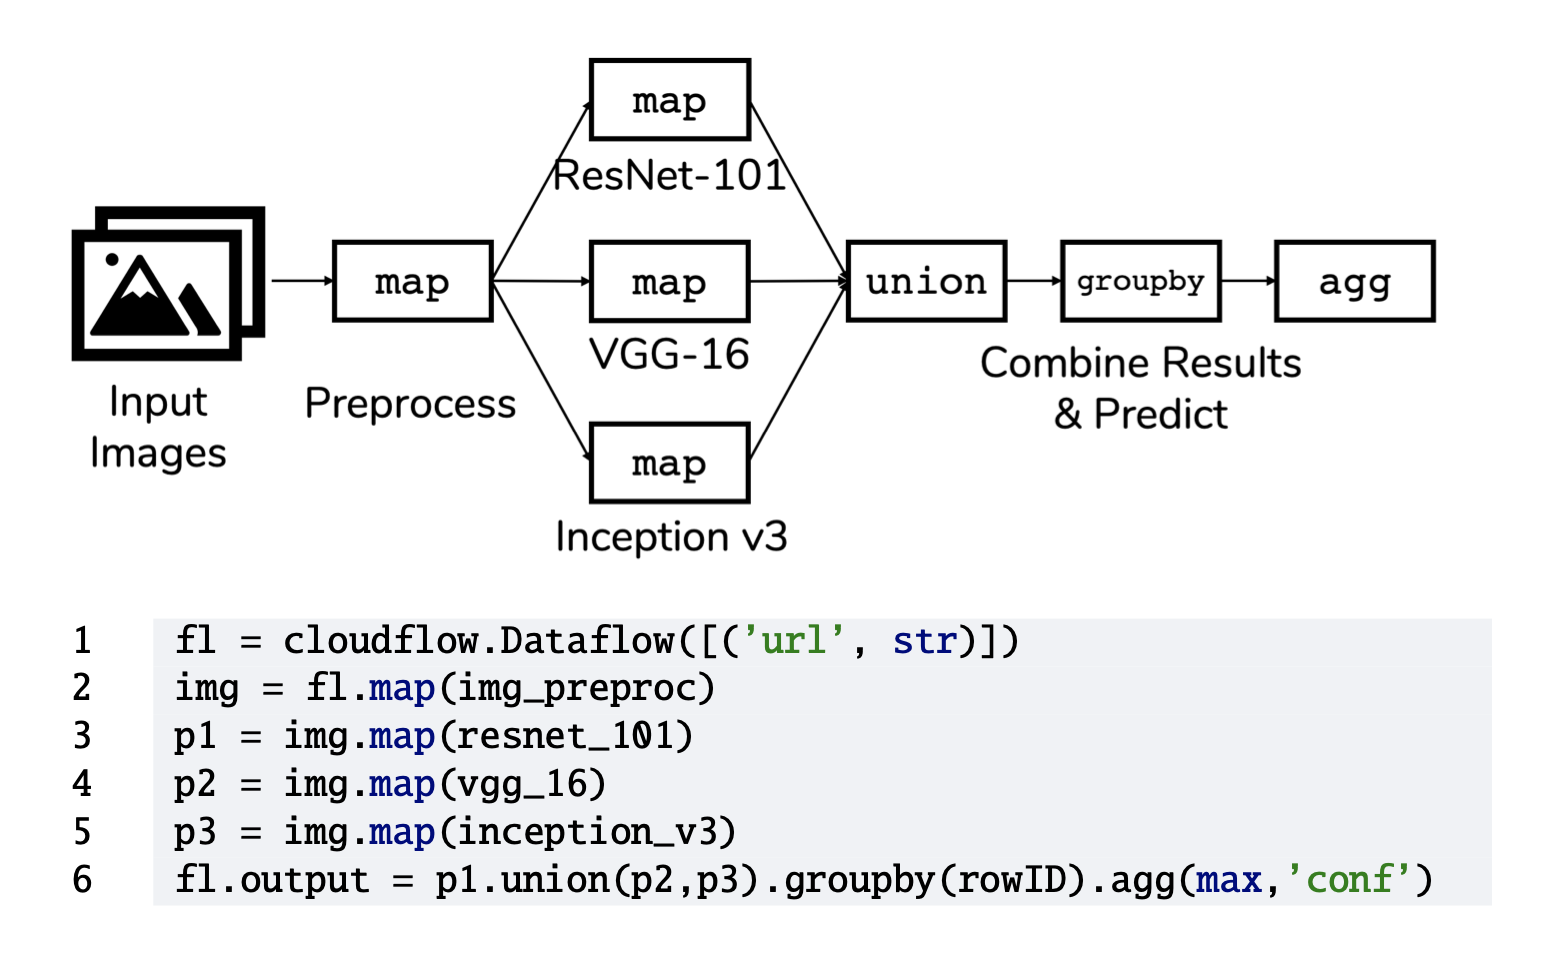 map
ResNet-101
map
map
union
groupby
agg
VGG-16
Combine Results
& Predict
Input
Images
Preprocess
map
Inception v3
1 fl = cloudflow.Dataflow([(’url’, str)])
2 img = fl.map(img_preproc)
3 p1 = img.map(resnet_101)
4 p2 = img.map(vgg_16)
5 p3 = img.map(inception_v3)
6 fl.output = p1.union(p2,p3).groupby(rowID).agg(max,’conf’)